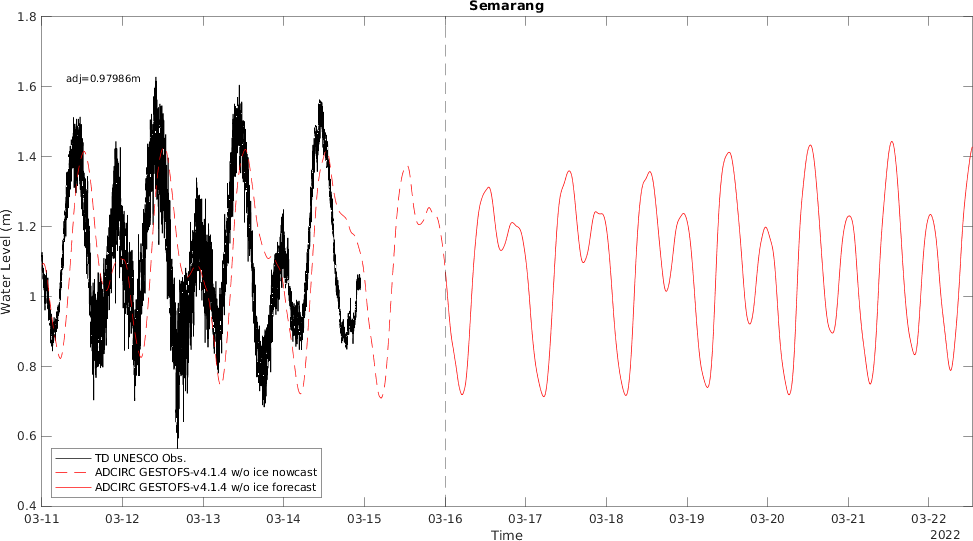 Semarang
1.8
1.6
1.4
1.2
1
0.8
0.6
0.4
Water Level (m)
adj=0.97986m
TD UNESCO Obs.
ADCIRC GESTOFS-v4.1.4 w/o ice nowcast
ADCIRC GESTOFS-v4.1.4 w/o ice forecast
03-11 03-12 03-13 03-14 03-15 03-16 03-17 03-18 03-19 03-20 03-21 03-22
Time
2022